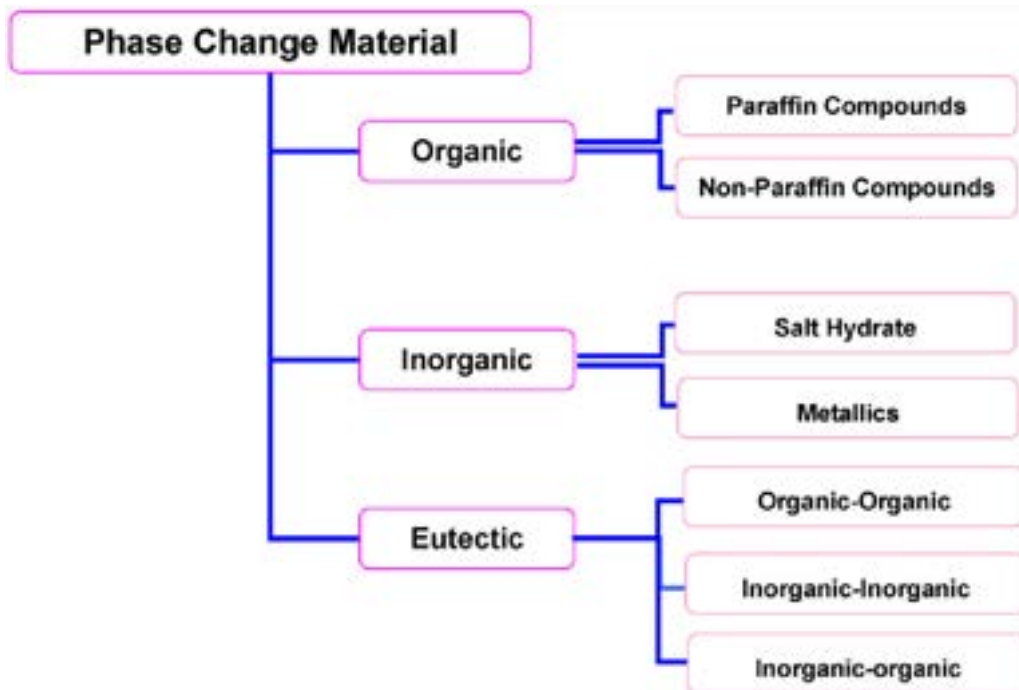 Phase Change Material
Organic
Paraffin Compounds
Non-Paraffin Compounds
Inorganic
Salt Hydrate
Metallics
Eutectic
Organic-Organic
Inorganic-Inorganic
Inorganic-organic